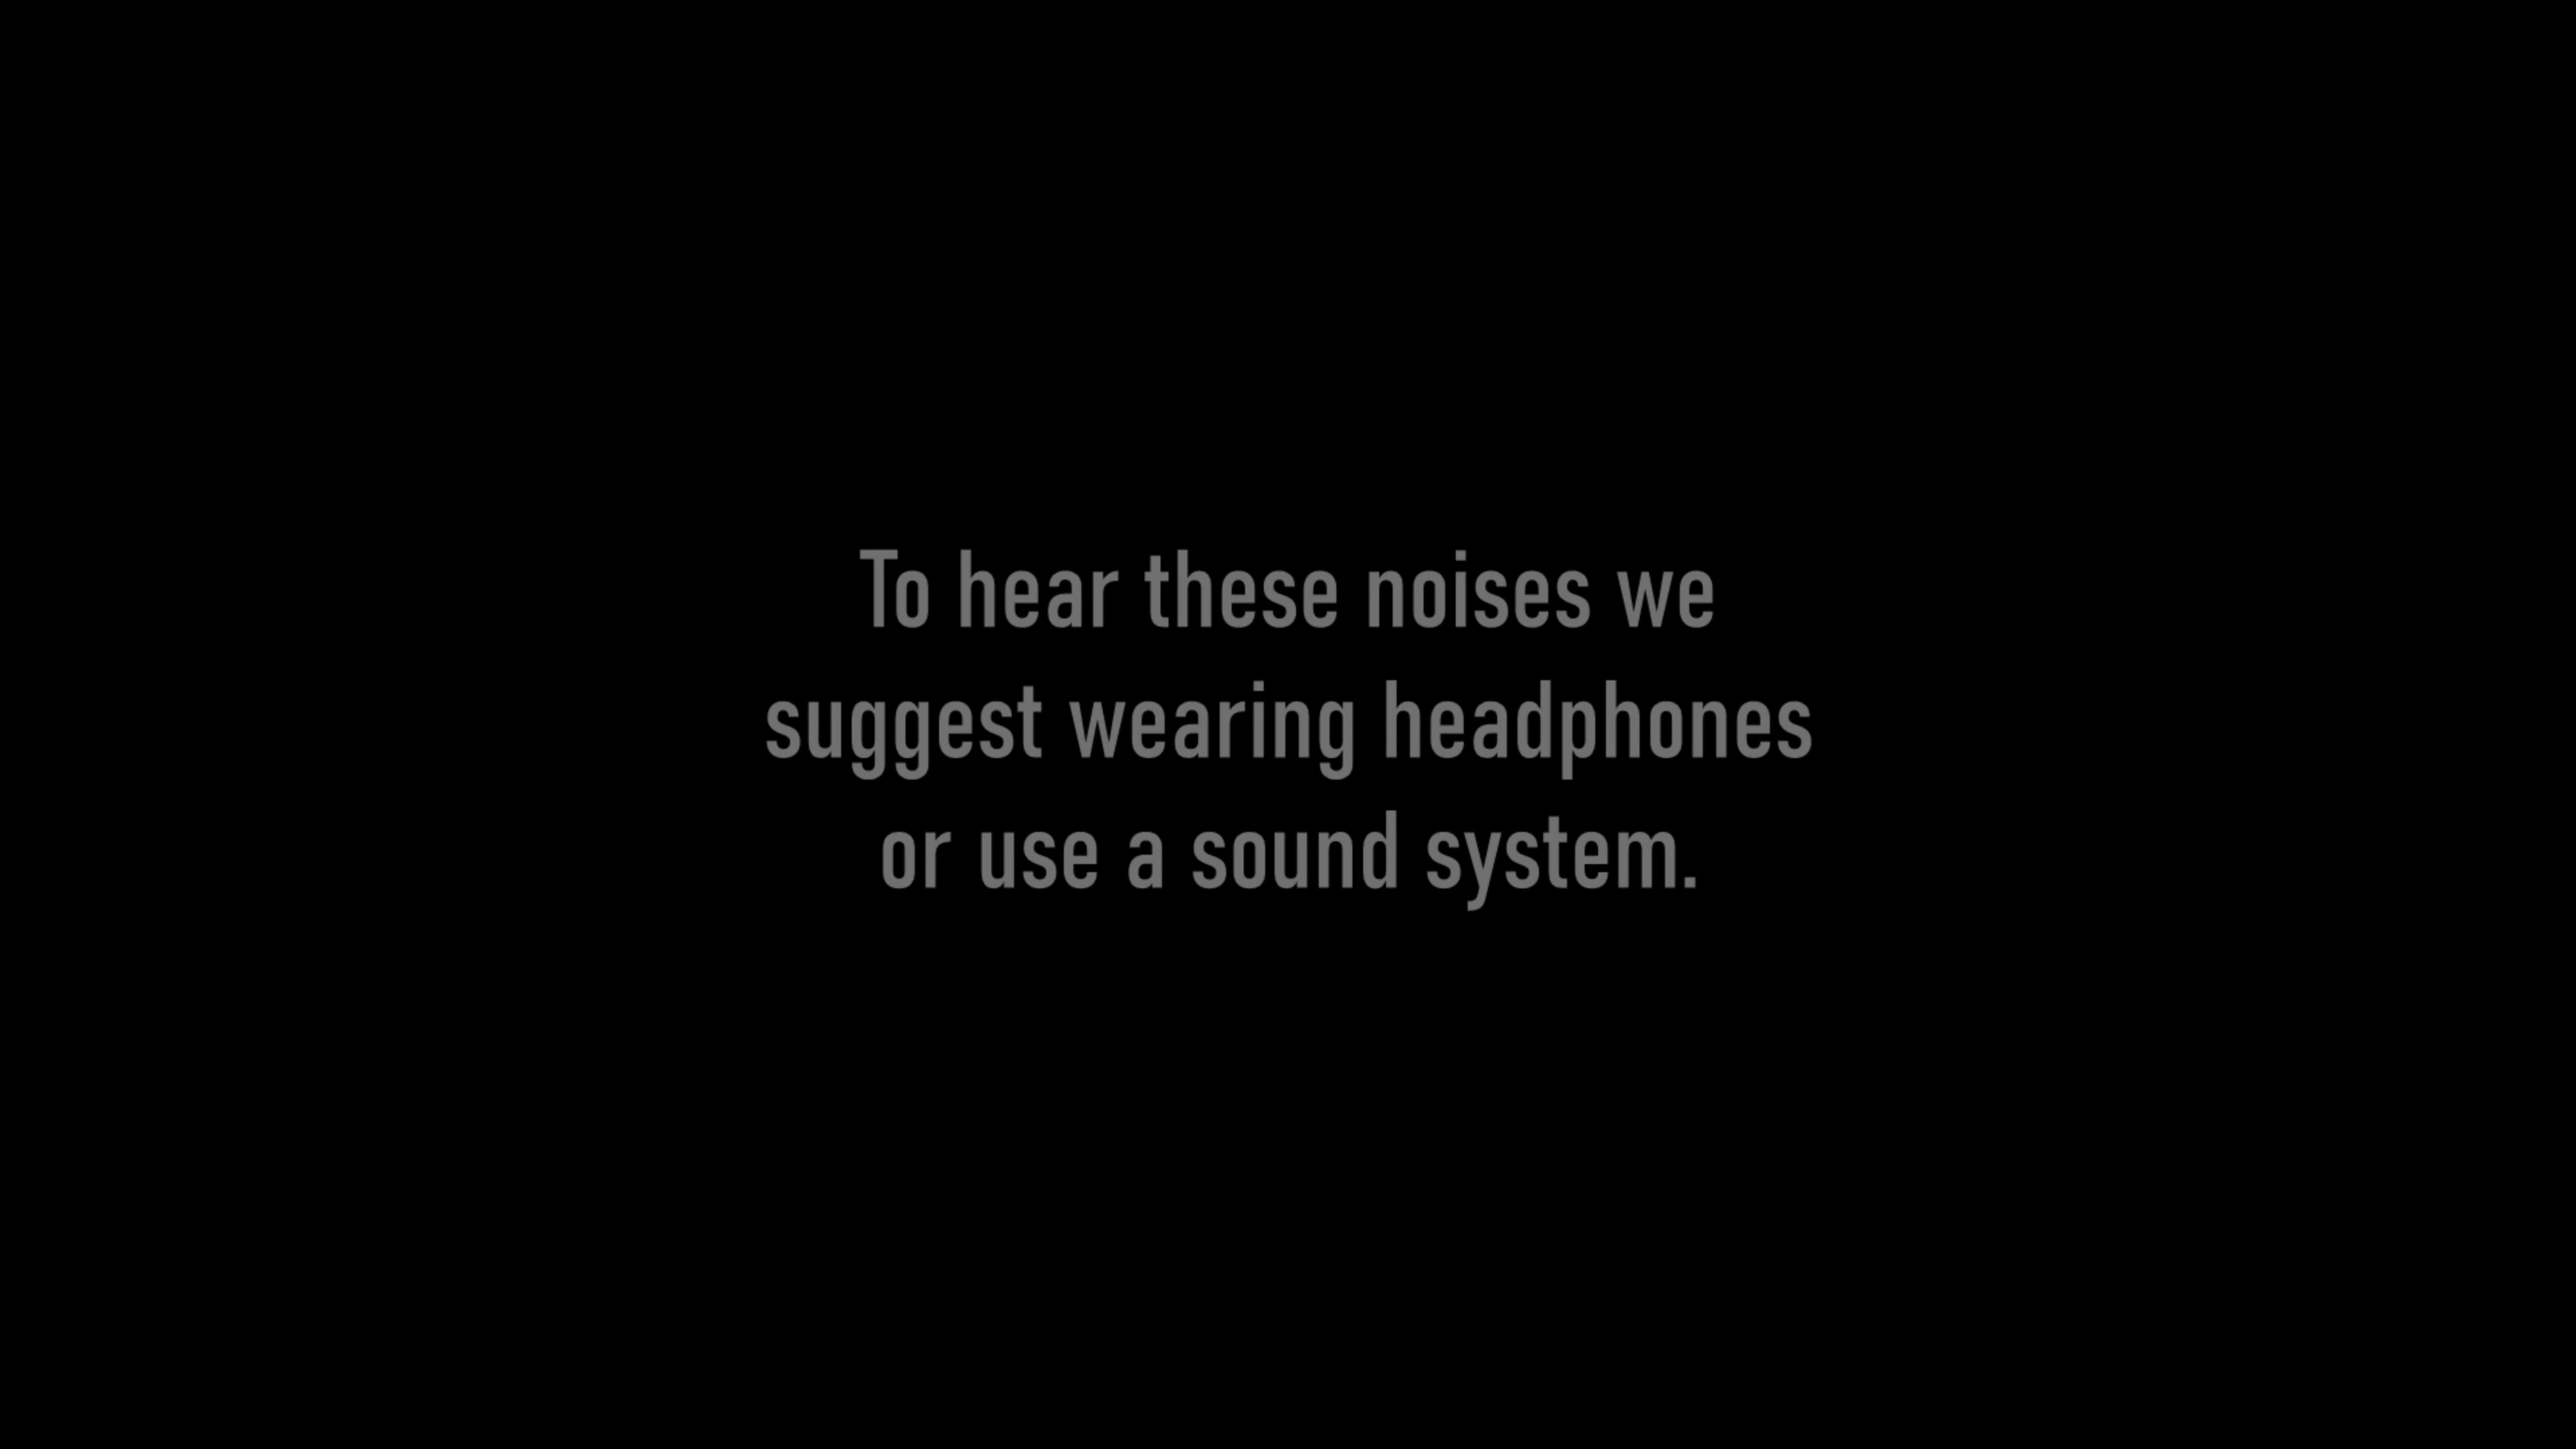 To hear these noises we
suggest wearing headphones
or use a sound system.